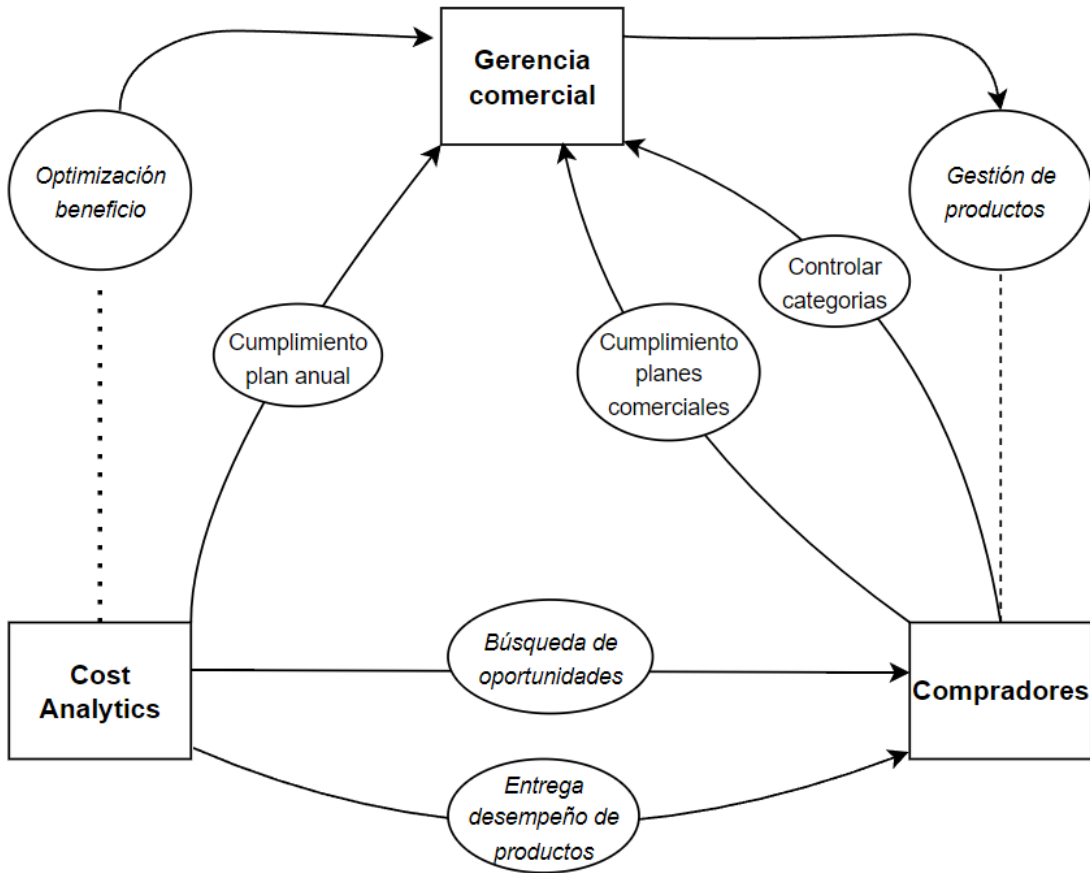 Gerencia
comercial
Optimización
beneficio
Gestión de
productos
Controlar
categorias
Cumplimiento
plan anual
Cumplimiento
planes
comerciales
Búsqueda de
oportunidades
Cost
Analytics
Compradores
Entrega
desempeño de
productos